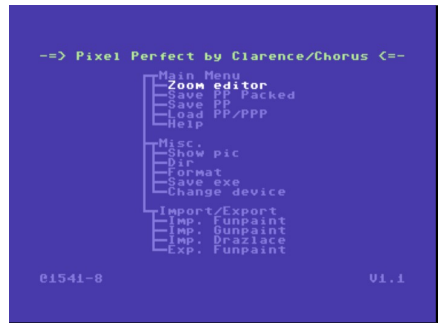 -=> Pixel Perfect by Clarence/Chorus <=-
Main Menu
Zoom editor
Save PP Packed
Save PP
Load PP/PPP
Help
Misc.
Show pic
Dir
Format
Save exe
Change device
Import/Export
Imp. Funpaint
Imp. Gunpaint
Imp. Drazlace
Exp. Funpaint
@1541-8 V1.1